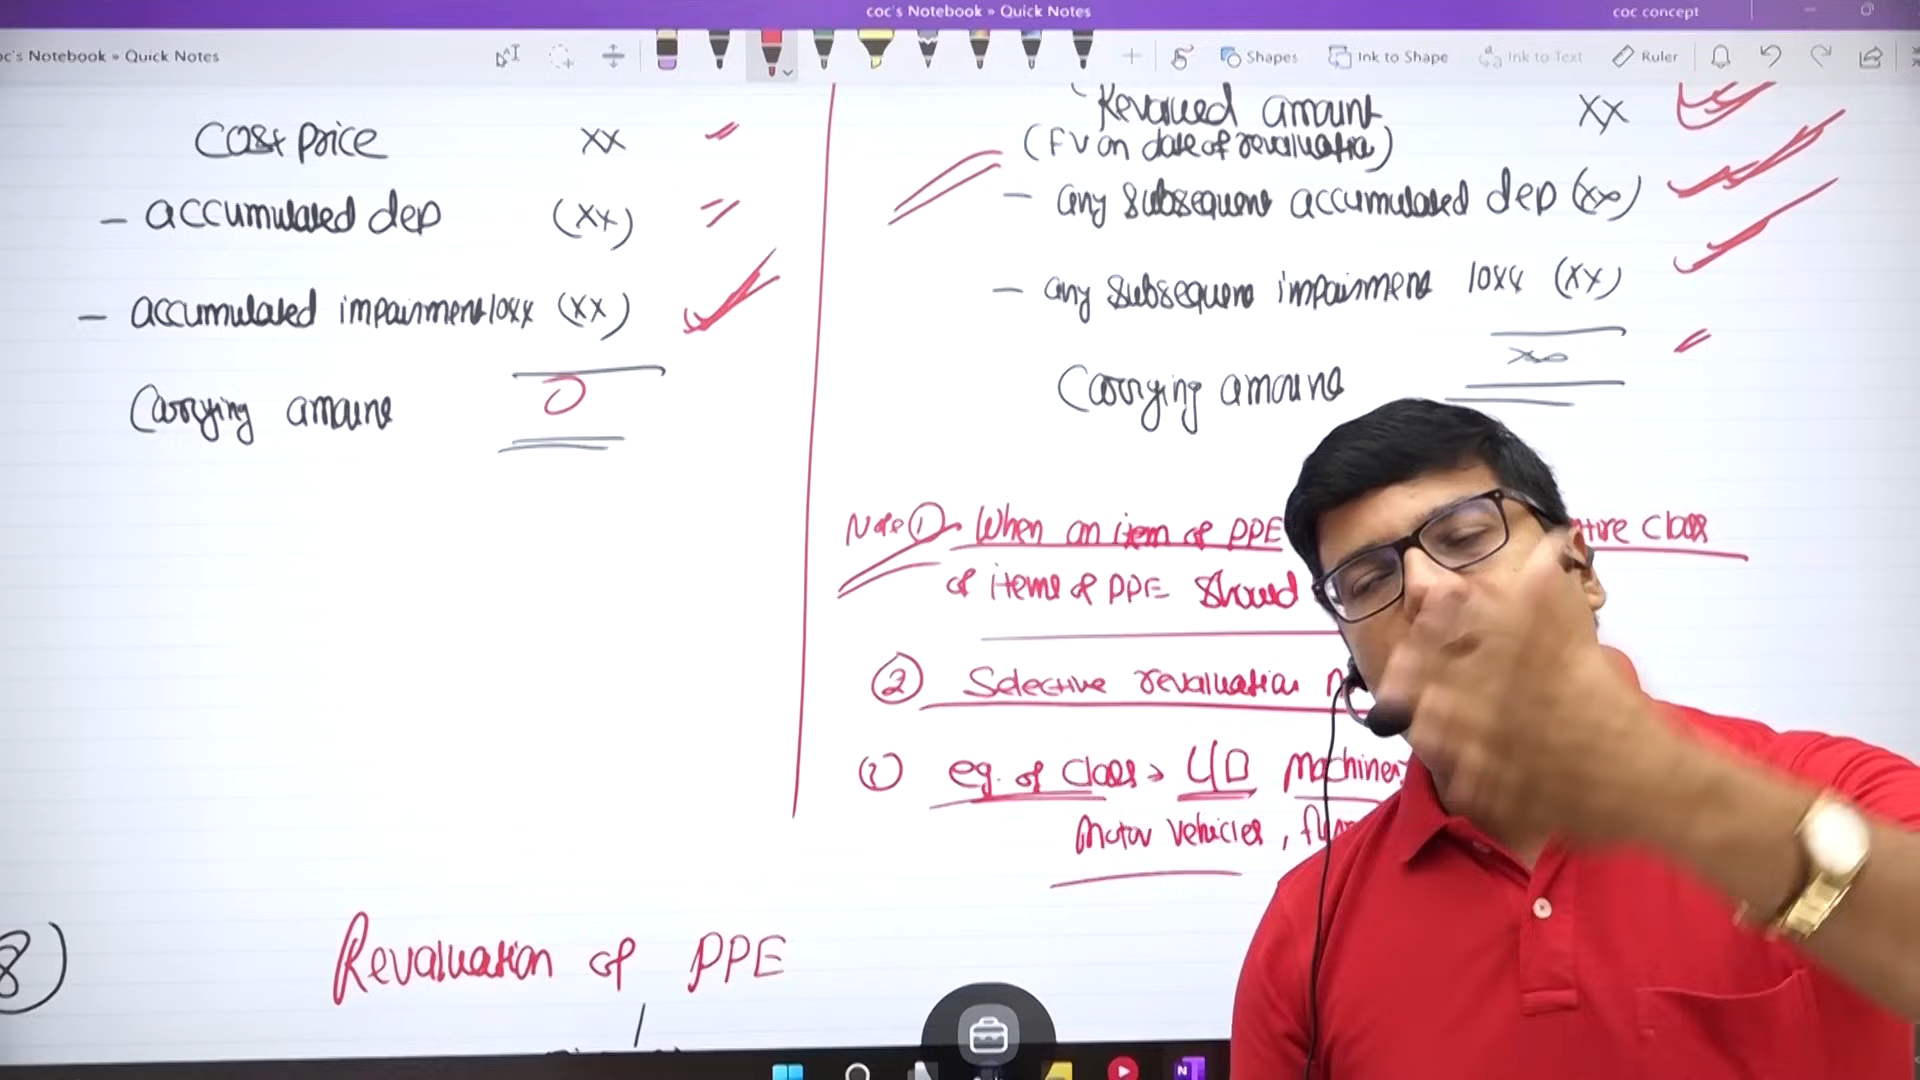 coc's Notebook » Quick Notes
coc concept
oc's Notebook » Quick Notes
Shapes
Ink to Shape
Ink to Text
Ruler
Cost price xx
- accumulated dep (xx)
- accumulated impairment loss (xx)
Carrying amount 0
Revalued amount xx
(FV on date of revaluation)
- any subsequent accumulated dep (xx)
- any subsequent impairment loss (xx)
xx
Carrying amount
Note ① When an item of PPE
class
of items of PPE should
② Selective revaluation
① eg. of class → L/B Machinery
Motor vehicles,
8) Revaluation of PPE